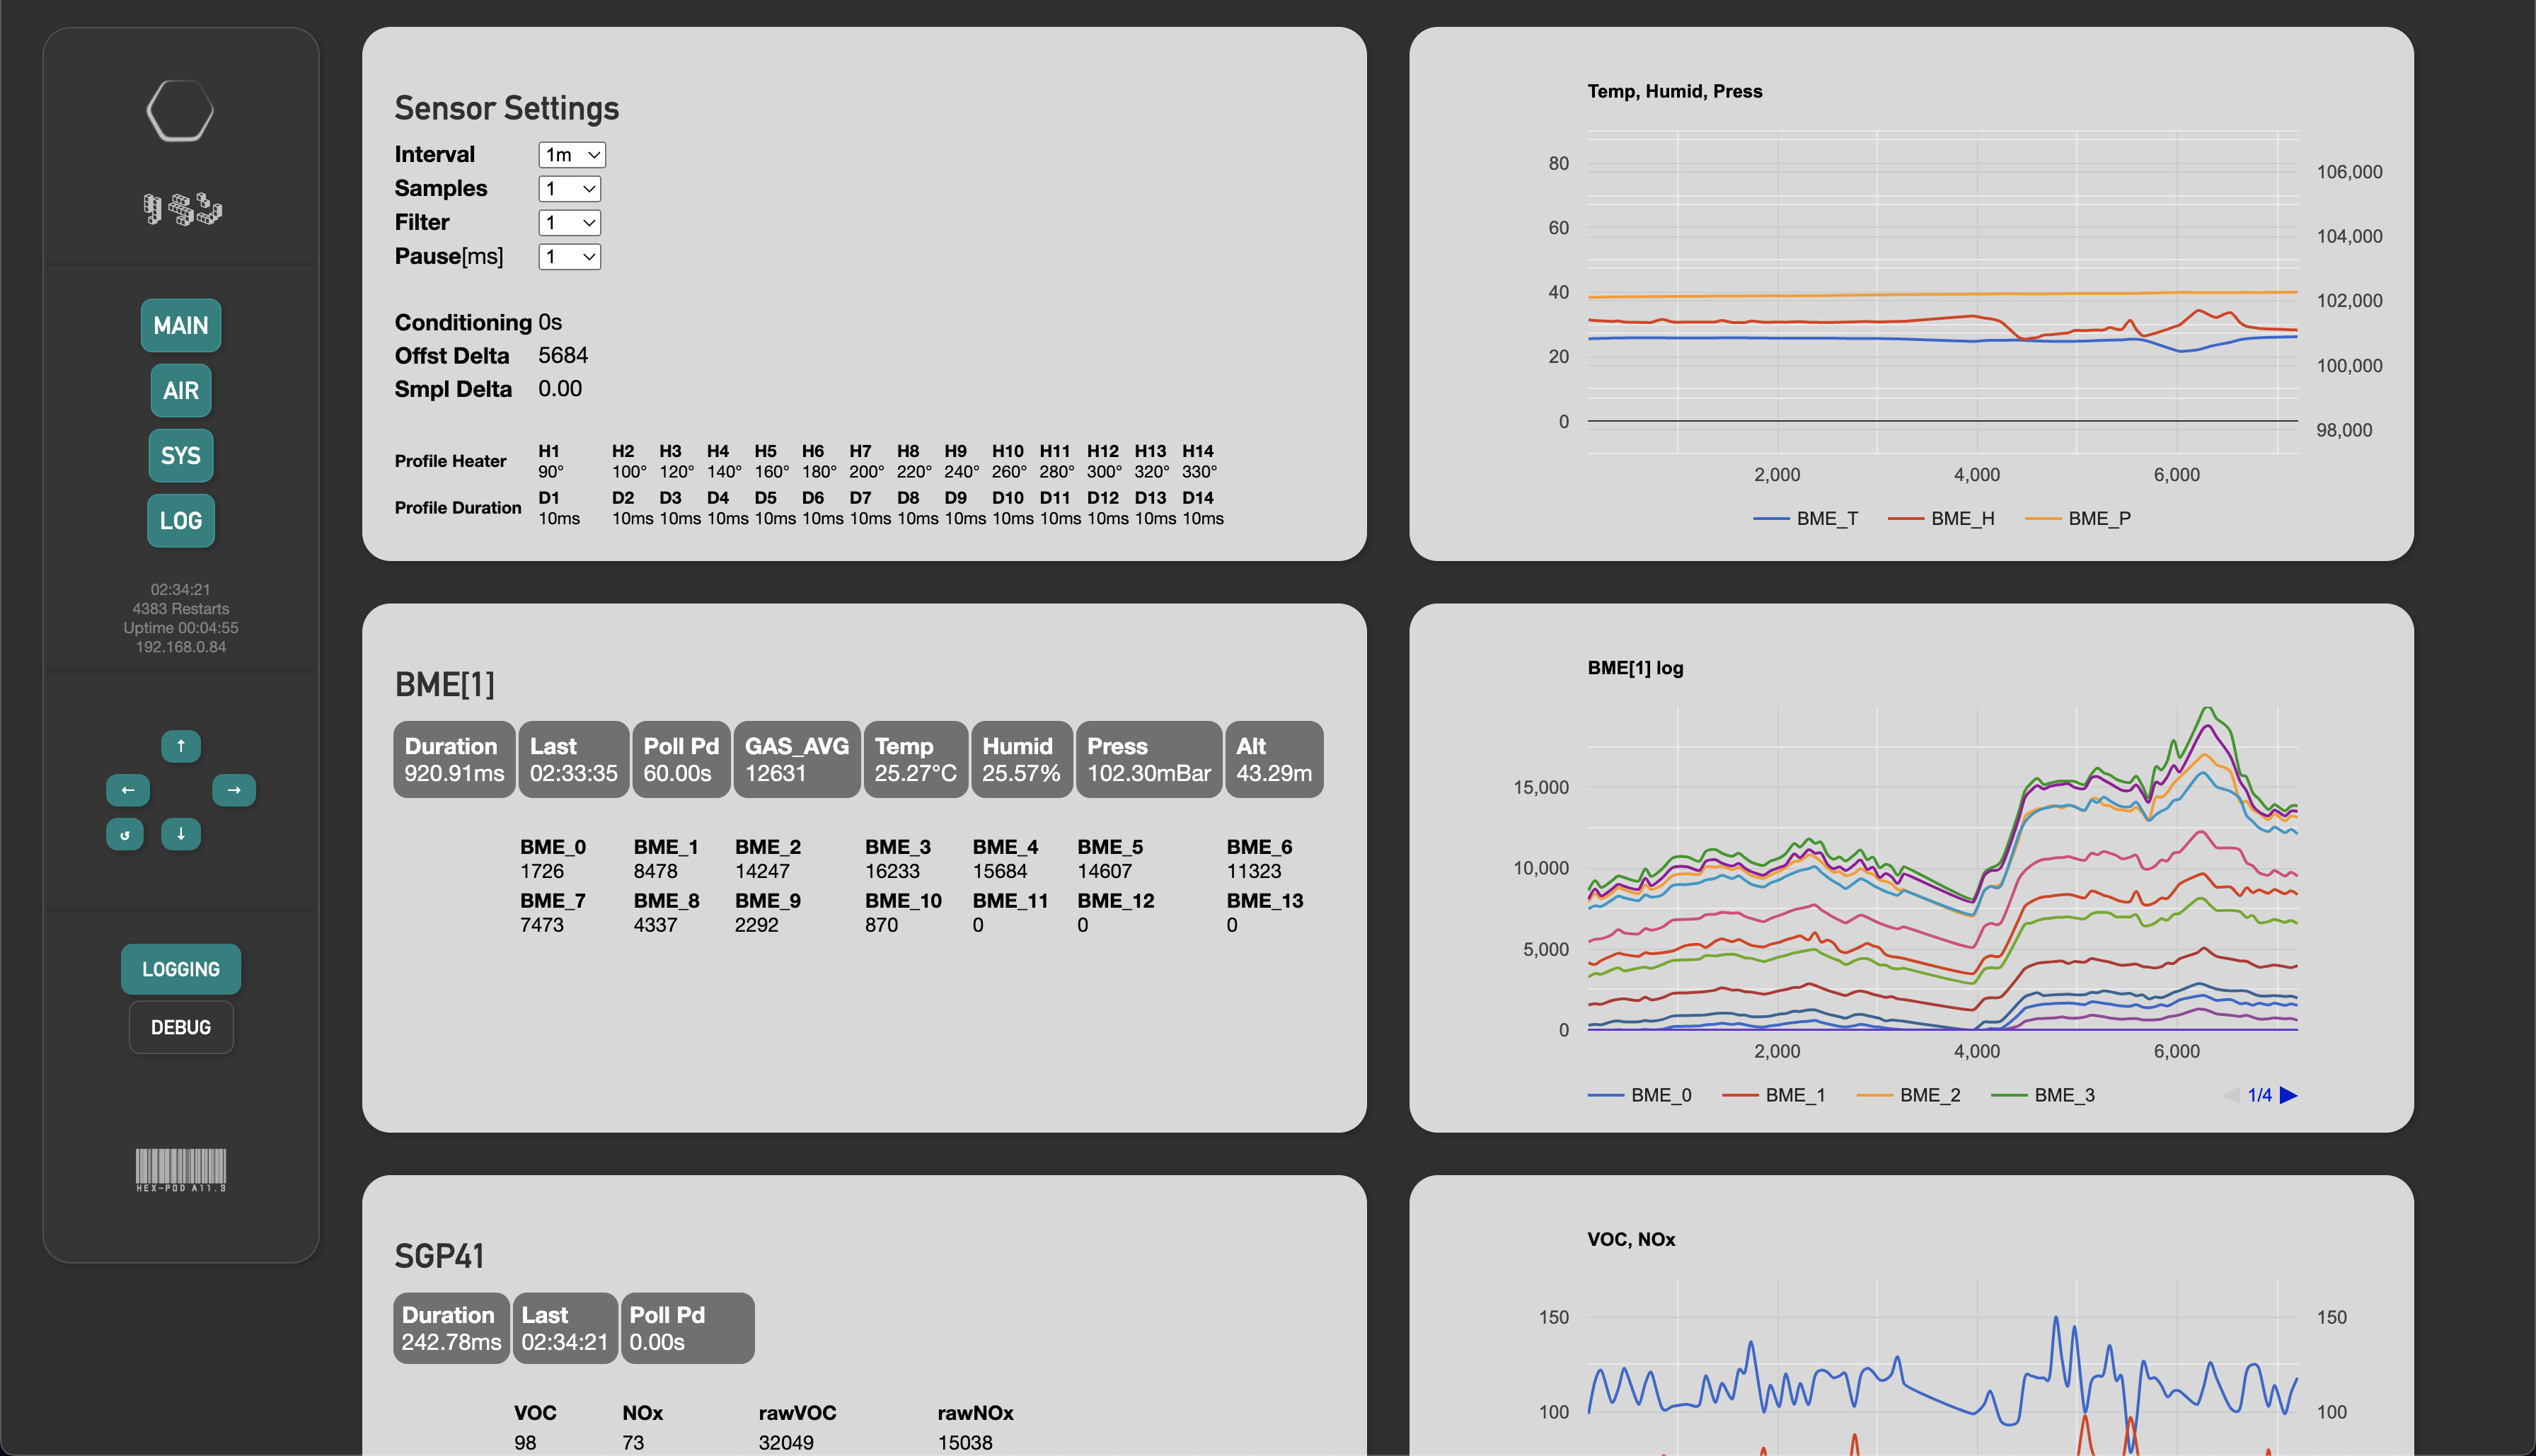 MAIN
AIR
SYS
LOG
02:34:21
4383 Restarts
Uptime 00:04:55
192.168.0.84
↑
← →
↺ ↓
LOGGING
DEBUG
HEX-POD A11.3
Sensor Settings
Interval 1m
Samples 1
Filter 1
Pause[ms] 1
Conditioning 0s
Offst Delta 5684
Smpl Delta 0.00
Profile Heater
H1 H2 H3 H4 H5 H6 H7 H8 H9 H10 H11 H12 H13 H14
90° 100° 120° 140° 160° 180° 200° 220° 240° 260° 280° 300° 320° 330°
Profile Duration
D1 D2 D3 D4 D5 D6 D7 D8 D9 D10 D11 D12 D13 D14
10ms 10ms 10ms 10ms 10ms 10ms 10ms 10ms 10ms 10ms 10ms 10ms 10ms 10ms
Temp, Humid, Press
80 106,000
60 104,000
40 102,000
20 100,000
0 98,000
2,000 4,000 6,000
BME_T BME_H BME_P
BME[1]
Duration Last Poll Pd GAS_AVG Temp Humid Press Alt
920.91ms 02:33:35 60.00s 12631 25.27°C 25.57% 102.30mBar 43.29m
BME_0 BME_1 BME_2 BME_3 BME_4 BME_5 BME_6
1726 8478 14247 16233 15684 14607 11323
BME_7 BME_8 BME_9 BME_10 BME_11 BME_12 BME_13
7473 4337 2292 870 0 0 0
BME[1] log
15,000
10,000
5,000
0
2,000 4,000 6,000
BME_0 BME_1 BME_2 BME_3 1/4
SGP41
Duration Last Poll Pd
242.78ms 02:34:21 0.00s
VOC NOx rawVOC rawNOx
98 73 32049 15038
VOC, NOx
150 150
100 100